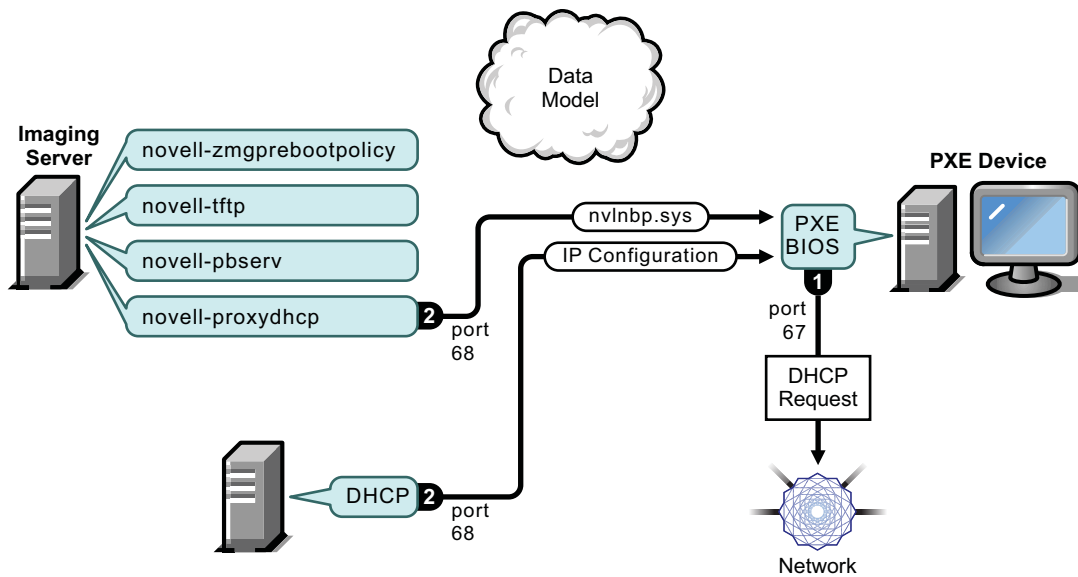 Data
Model
Imaging
Server
novell-zmgprebootpolicy
novell-tftp
novell-pbserv
novell-proxydhcp
2
port
68
nvlnbp.sys
IP Configuration
PXE Device
PXE
BIOS
1
port
67
DHCP
Request
Network
DHCP
2
port
68